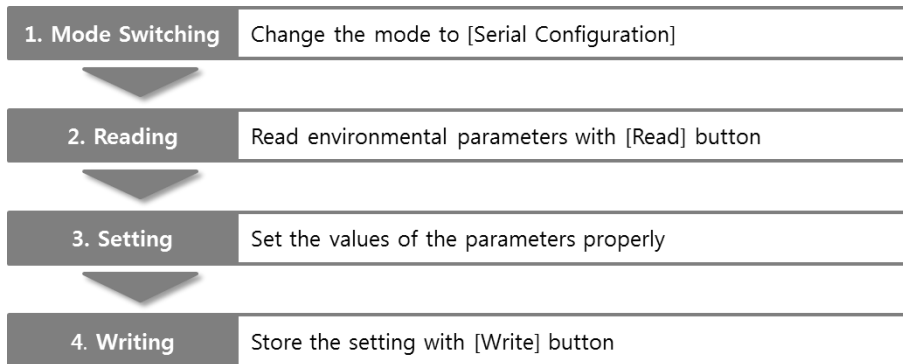 1. Mode Switching Change the mode to [Serial Configuration]
2. Reading Read environmental parameters with [Read] button
3. Setting Set the values of the parameters properly
4. Writing Store the setting with [Write] button